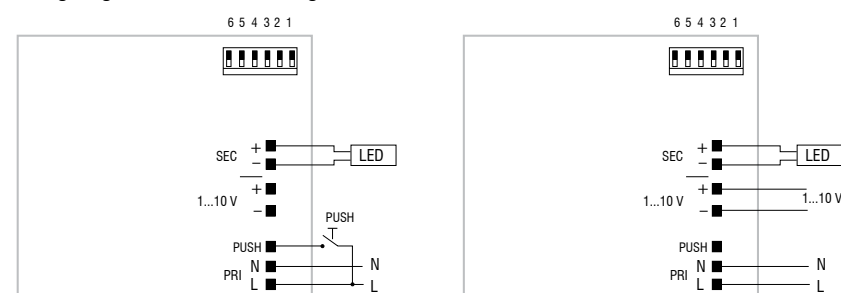 6 5 4 3 2 1
SEC + LED
–
+
1...10 V
–
PUSH
PUSH
PRI N N
L L
6 5 4 3 2 1
SEC + LED
–
+
1...10 V 1...10 V
–
PUSH
PRI N N
L L